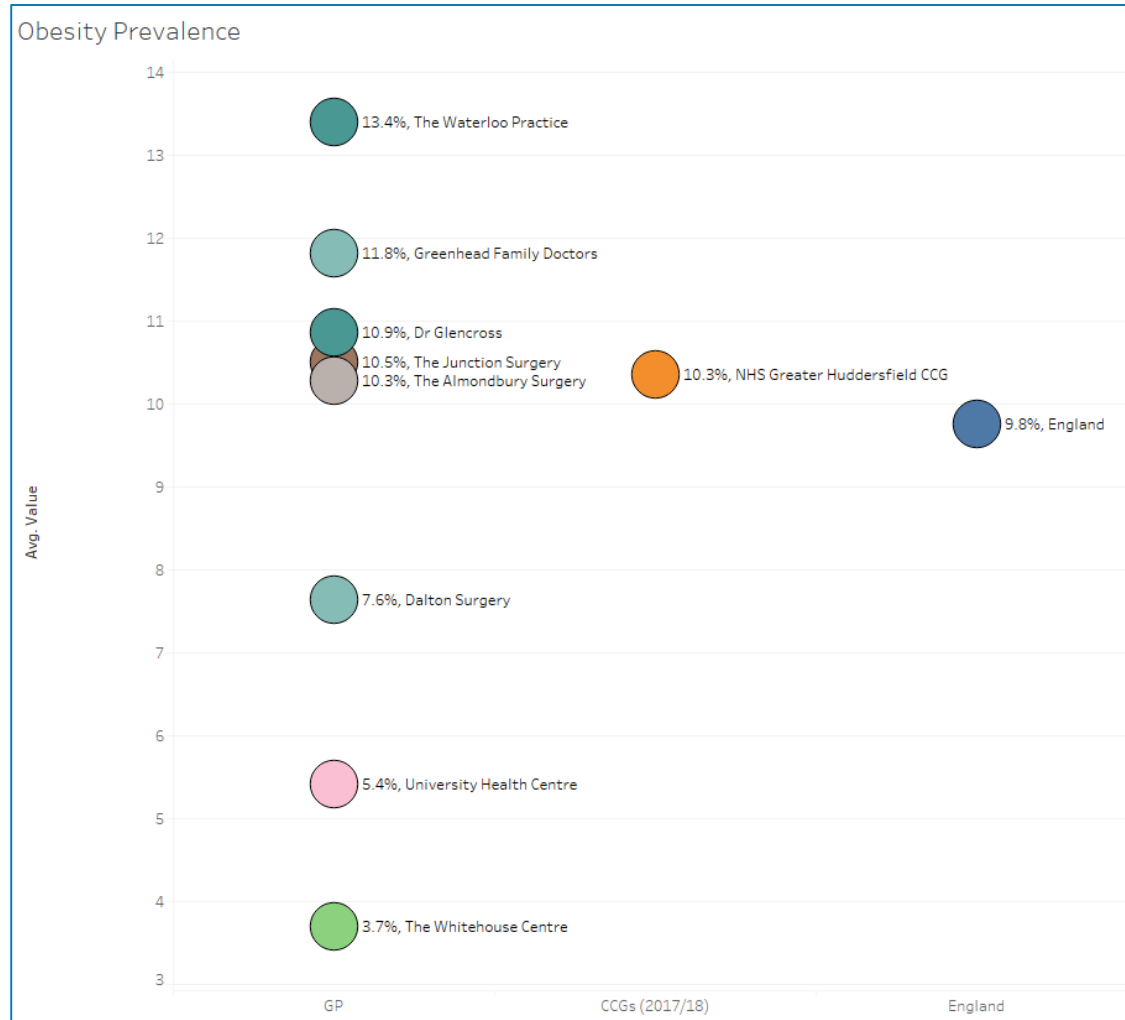 Obesity Prevalence
14
13
12
11
10
9
8
7
6
5
4
3
Avg. Value
13.4%, The Waterloo Practice
11.8%, Greenhead Family Doctors
10.9%, Dr Glencross
10.5%, The Junction Surgery
10.3%, The Almondbury Surgery
10.3%, NHS Greater Huddersfield CCG
9.8%, England
7.6%, Dalton Surgery
5.4%, University Health Centre
3.7%, The Whitehouse Centre
GP
CCGs (2017/18)
England